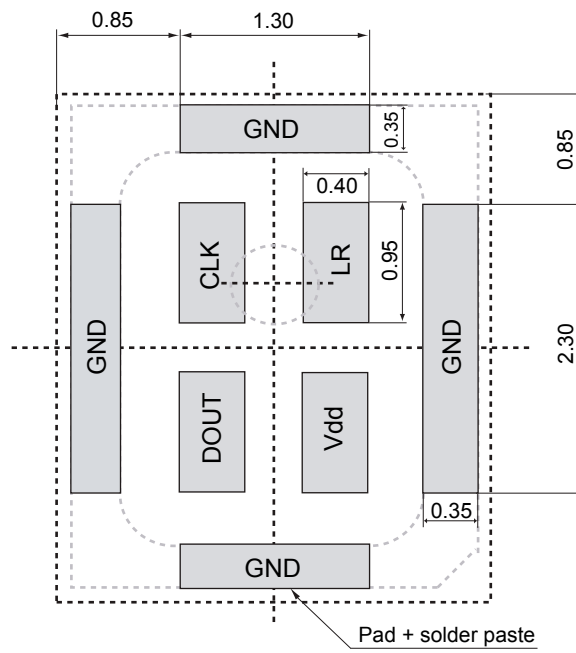 0.85
1.30
GND
0.35
0.85
0.40
CLK
LR
0.95
GND
GND
2.30
DOUT
Vdd
0.35
GND
Pad + solder paste